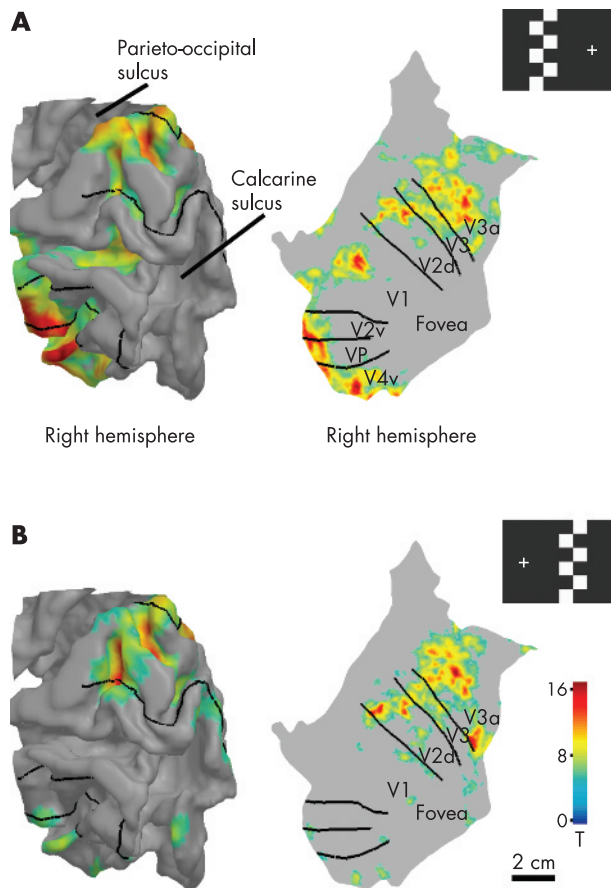 A
Parieto-occipital
sulcus
+
Calcarine
sulcus
V3a
V3
V2d
V1
Fovea
V2v
VP
V4v
Right hemisphere
Right hemisphere
B
+
16
8
0
T
V3a
V3
V2d
V1
Fovea
2 cm